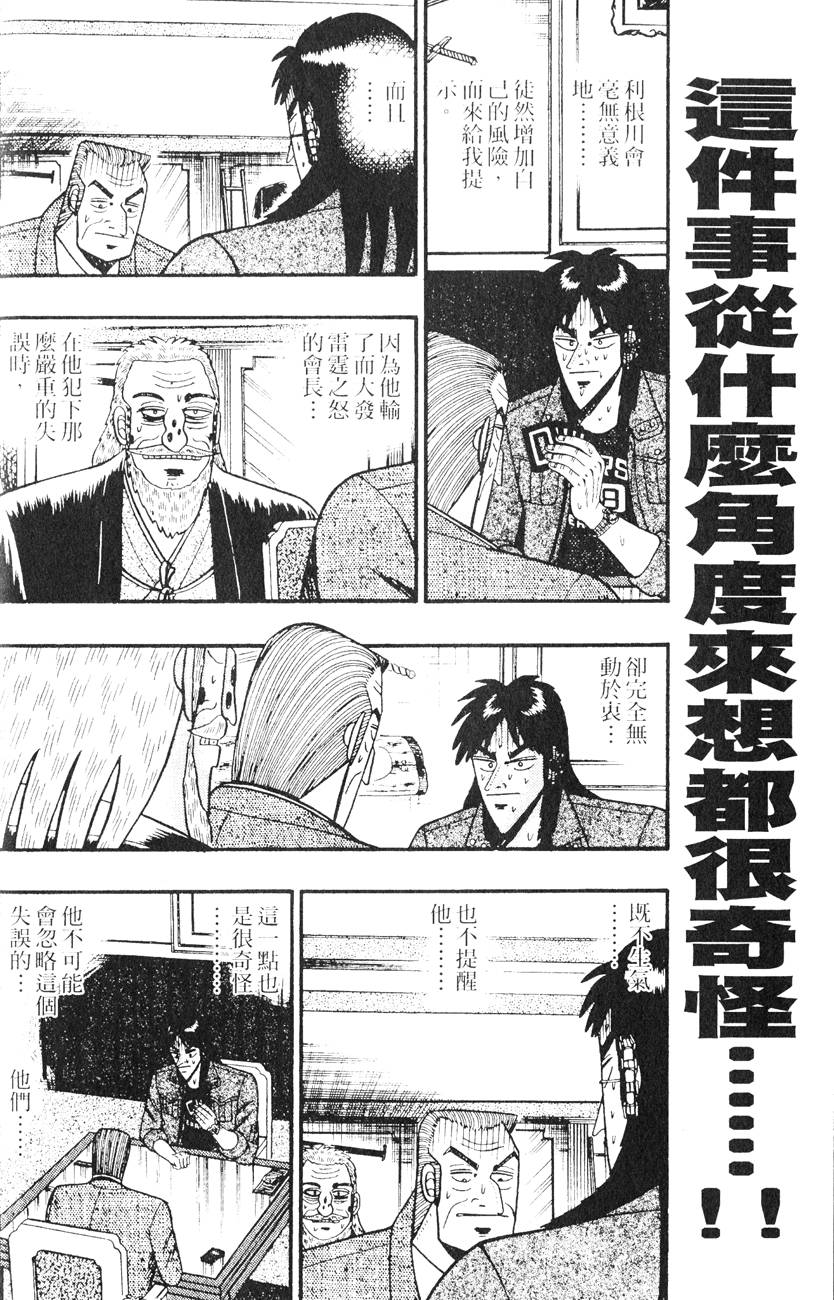 這件事從什麼角度來想都很奇怪……！！
利根川會
毫無意義
地………
徒然增加自
己的風險，
而來給我提
示。
而且
……
因為他輸
了而大發
雷霆之怒
的會長…
在他犯下那
麼嚴重的失
誤時，
卻完全無
動於衷…
既不生氣
………
也不提醒
他……
這一點也
是很奇怪
………
他不可能
會忽略這個
失誤的…
他們……